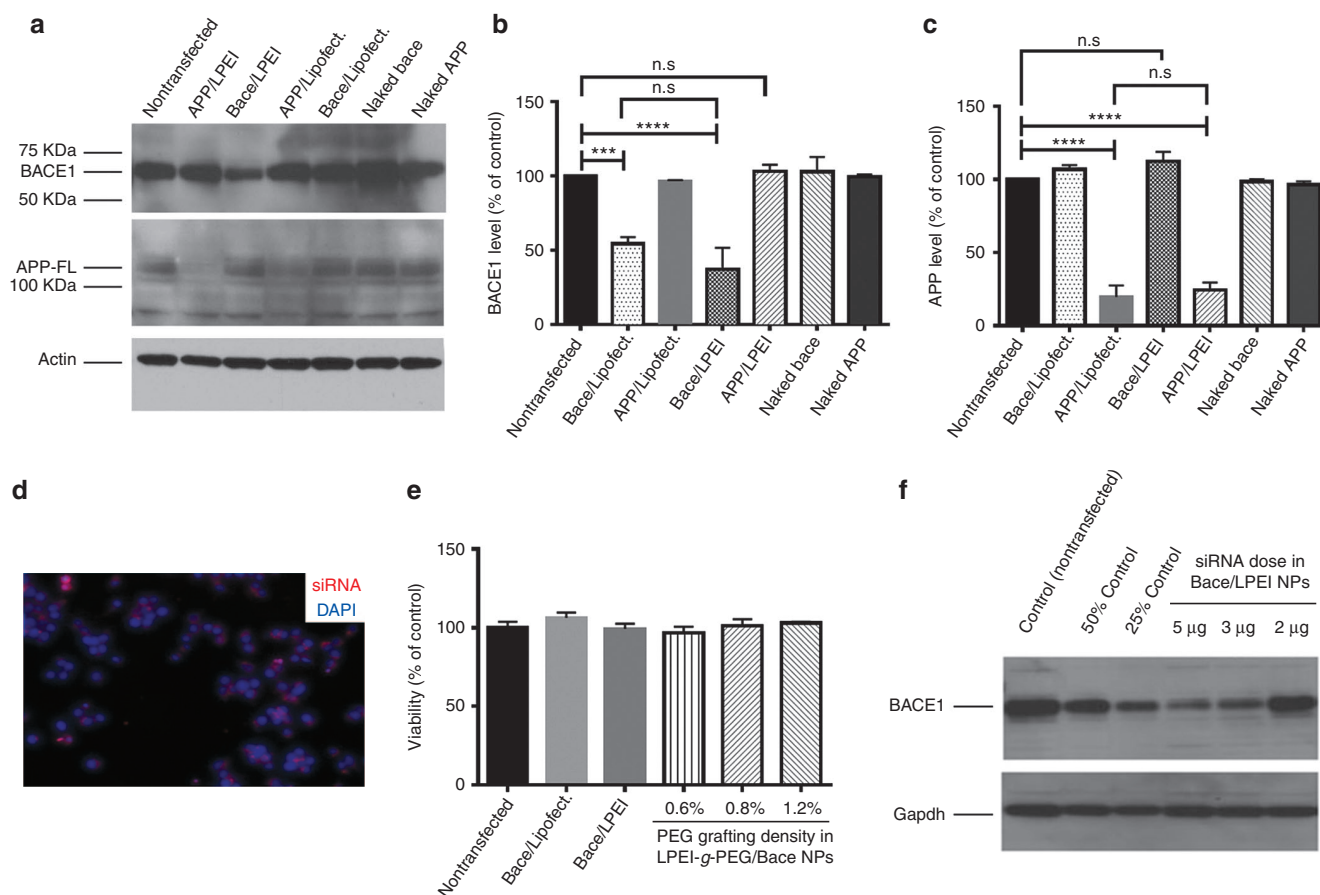 a
Nontransfected
APP/LPEI
Bace/LPEI
APP/Lipofect.
Bace/Lipofect.
Naked bace
Naked APP
75 KDa
BACE1
50 KDa
APP-FL
100 KDa
Actin
b
n.s
n.s
****
***
BACE1 level (% of control)
150
100
50
0
Nontransfected
Bace/Lipofect.
APP/Lipofect.
Bace/LPEI
APP/LPEI
Naked bace
Naked APP
c
n.s
n.s
****
****
APP level (% of control)
150
100
50
0
Nontransfected
Bace/Lipofect.
APP/Lipofect.
Bace/LPEI
APP/LPEI
Naked bace
Naked APP
d
siRNA
DAPI
e
Viability (% of control)
150
100
50
0
Nontransfected
Bace/Lipofect.
Bace/LPEI
0.6% 0.8% 1.2%
PEG grafting density in
LPEI-g-PEG/Bace NPs
f
Control (nontransfected)
50% Control
25% Control
siRNA dose in
Bace/LPEI NPs
5 μg 3 μg 2 μg
BACE1
Gapdh